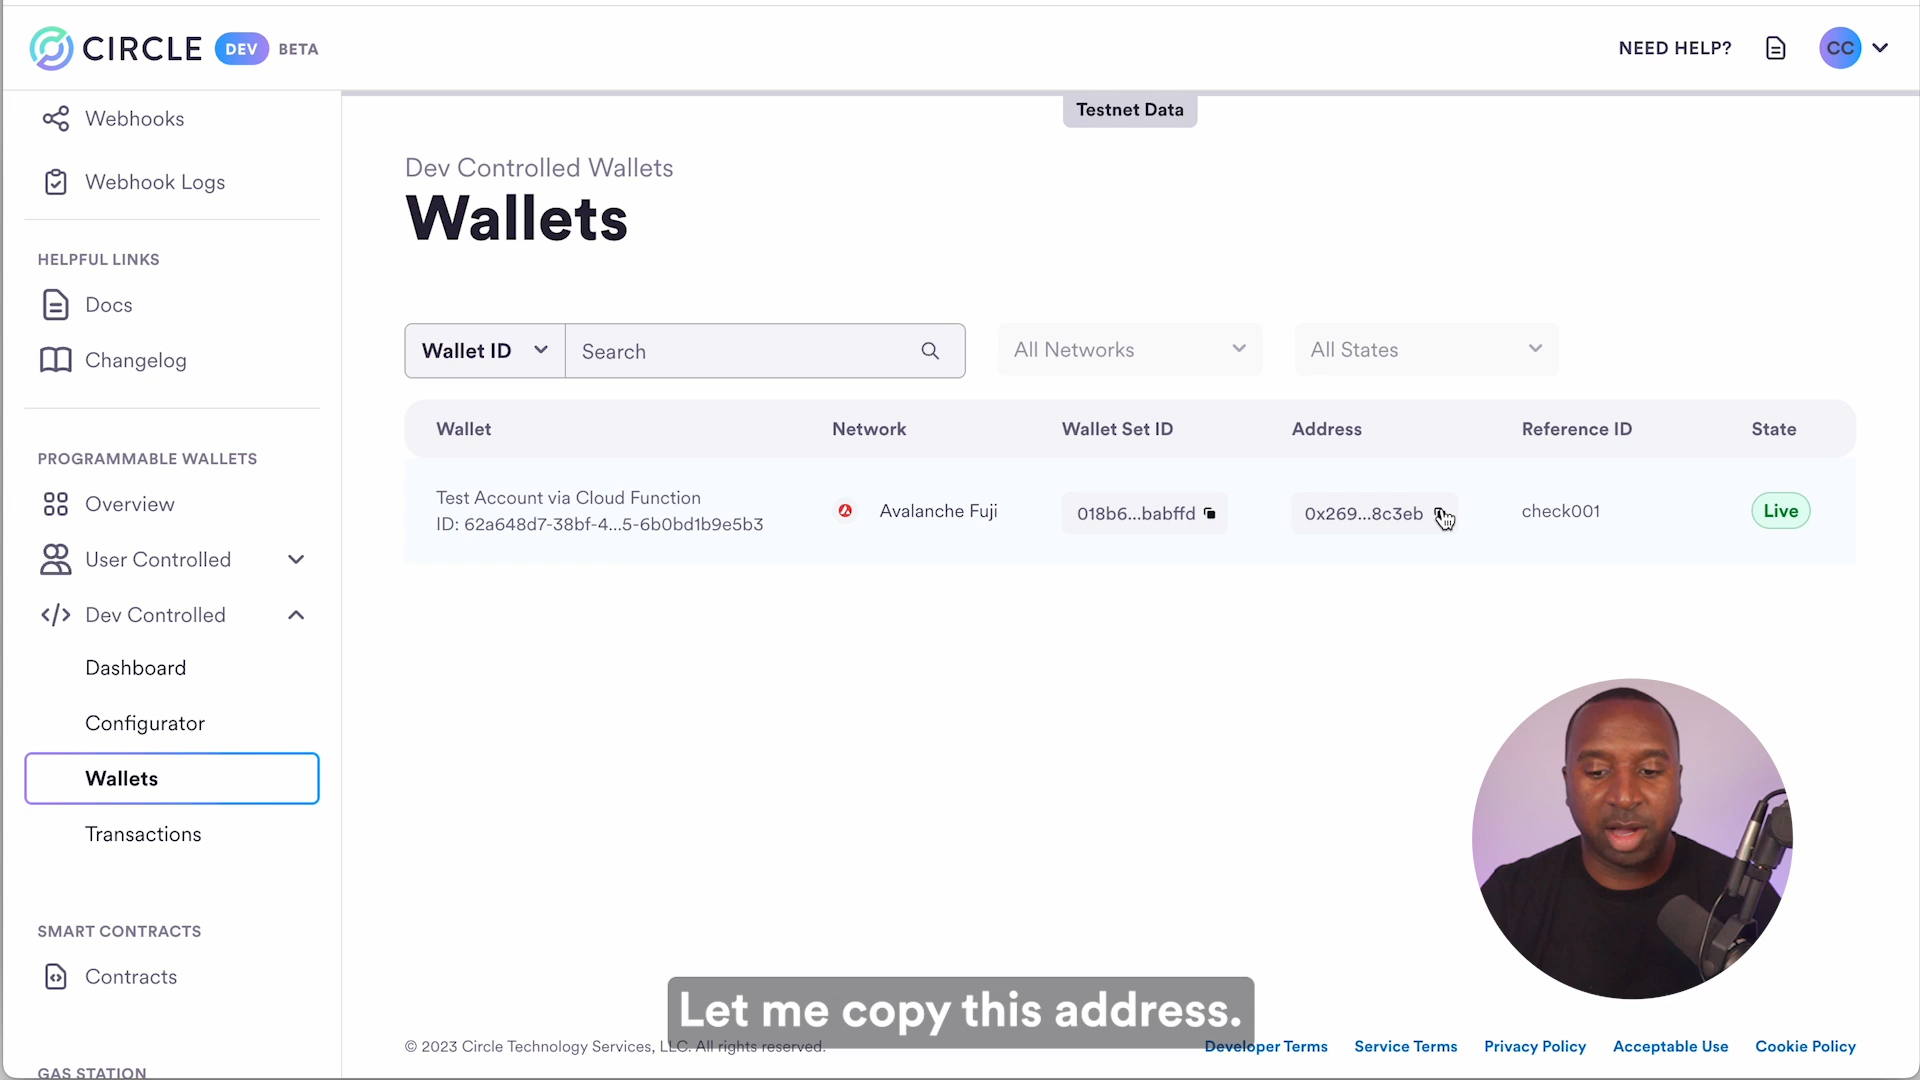 CIRCLE DEV BETA
NEED HELP?
CC
Webhooks
Webhook Logs
HELPFUL LINKS
Docs
Changelog
PROGRAMMABLE WALLETS
Overview
User Controlled
Dev Controlled
Dashboard
Configurator
Wallets
Transactions
SMART CONTRACTS
Contracts
GAS STATION
Testnet Data
Dev Controlled Wallets
Wallets
Wallet ID
Search
All Networks
All States
Wallet Network Wallet Set ID Address Reference ID State
Test Account via Cloud Function
ID: 62a648d7-38bf-4...5-6b0bd1b9e5b3
Avalanche Fuji
018b6...babffd
0x269...8c3eb
check001
Live
Let me copy this address.
© 2023 Circle Technology Services, LLC. All rights reserved.
Developer Terms Service Terms Privacy Policy Acceptable Use Cookie Policy